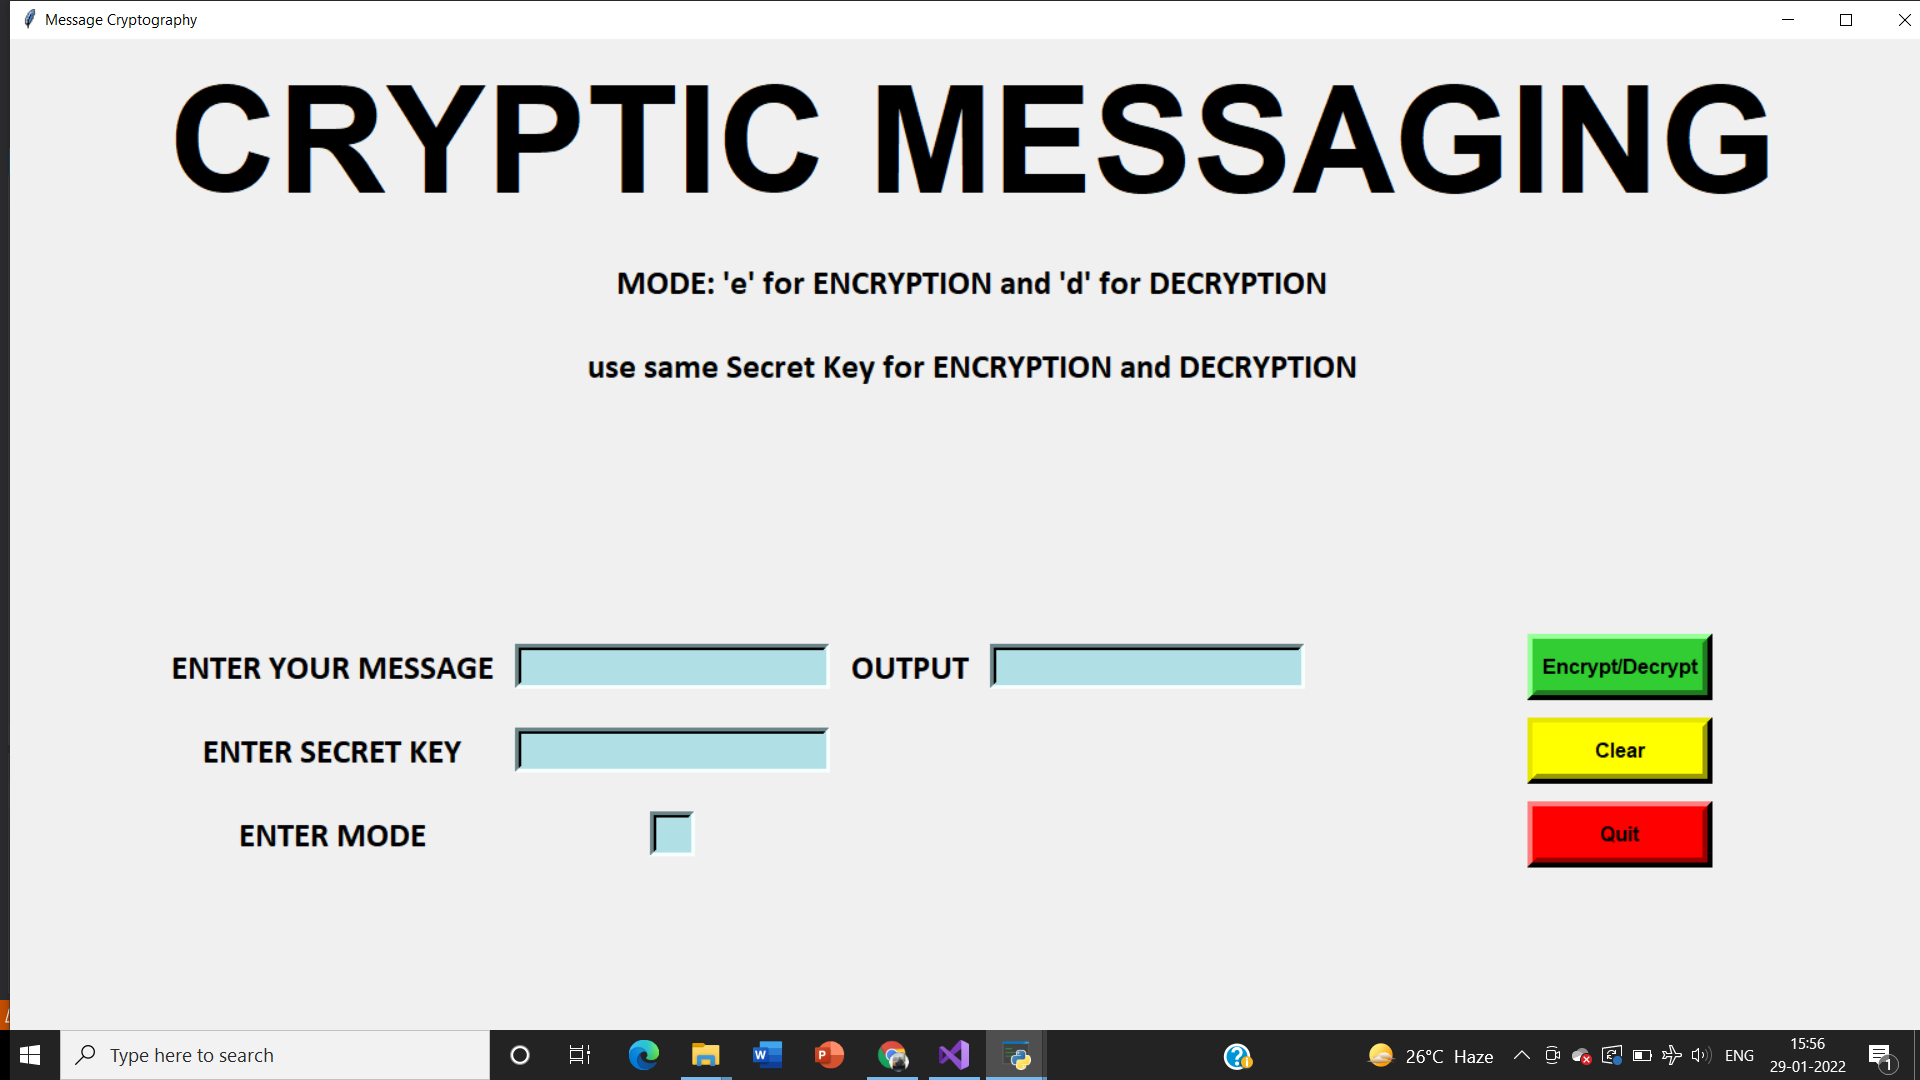 Message Cryptography
CRYPTIC MESSAGING
MODE: 'e' for ENCRYPTION and 'd' for DECRYPTION
use same Secret Key for ENCRYPTION and DECRYPTION
ENTER YOUR MESSAGE OUTPUT Encrypt/Decrypt
ENTER SECRET KEY Clear
ENTER MODE Quit
Type here to search 26°C Haze ENG 15:56
29-01-2022 1